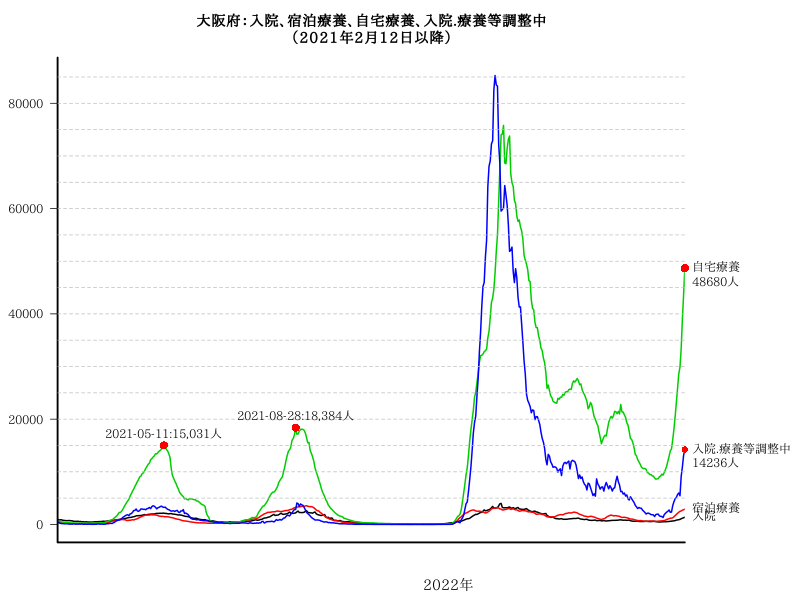 大阪府：入院、宿泊療養、自宅療養、入院.療養等調整中
（2021年2月12日以降）
80000
60000
40000
20000
0
2021-05-11:15,031人
2021-08-28:18,384人
自宅療養
48680人
入院.療養等調整中
14236人
宿泊療養
入院
2022年